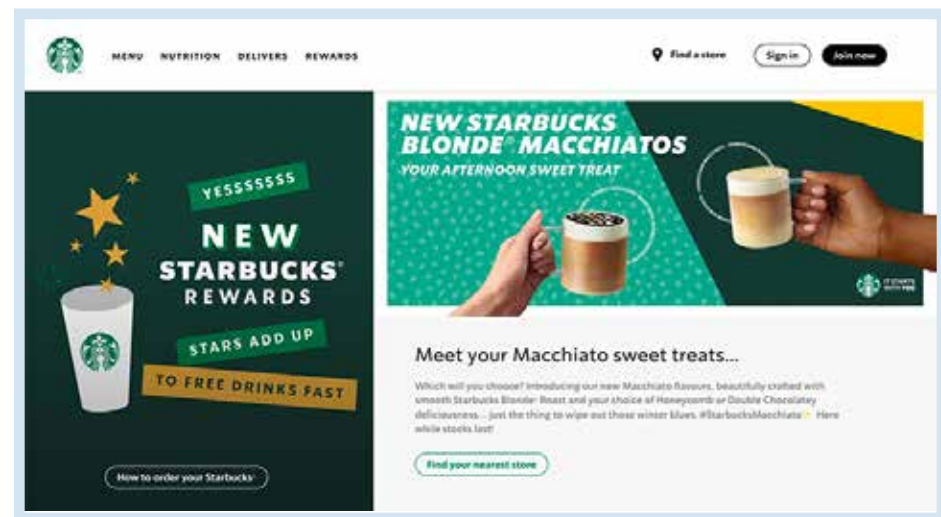 MENU NUTRITION DELIVERS REWARDS
Find a store
Sign in
Join now
YESSSSSSS
NEW
STARBUCKS®
REWARDS
STARS ADD UP
TO FREE DRINKS FAST
How to order your Starbucks®
NEW STARBUCKS
BLONDE® MACCHIATOS
YOUR AFTERNOON SWEET TREAT
IT STARTS
WITH YOU
Meet your Macchiato sweet treats...
Which will you choose? Introducing our new Macchiato flavours, beautifully crafted with
smooth Starbucks Blonde® Roast and your choice of Honeycomb or Double Chocolatey
deliciousness... just the thing to wipe out those winter blues. #StarbucksMacchiato Here
while stocks last!
Find your nearest store